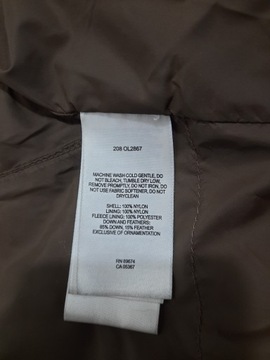 208 OL2867
MACHINE WASH COLD GENTLE, DO
NOT BLEACH, TUMBLE DRY LOW,
REMOVE PROMPTLY, DO NOT IRON, DO
NOT USE FABRIC SOFTENER, DO NOT
DRYCLEAN
SHELL: 100% NYLON
LINING: 100% NYLON
FLEECE LINING: 100% POLYESTER
DOWN AND FEATHERS:
85% DOWN, 15% FEATHER
EXCLUSIVE OF ORNAMENTATION
RN 89674
CA 55367